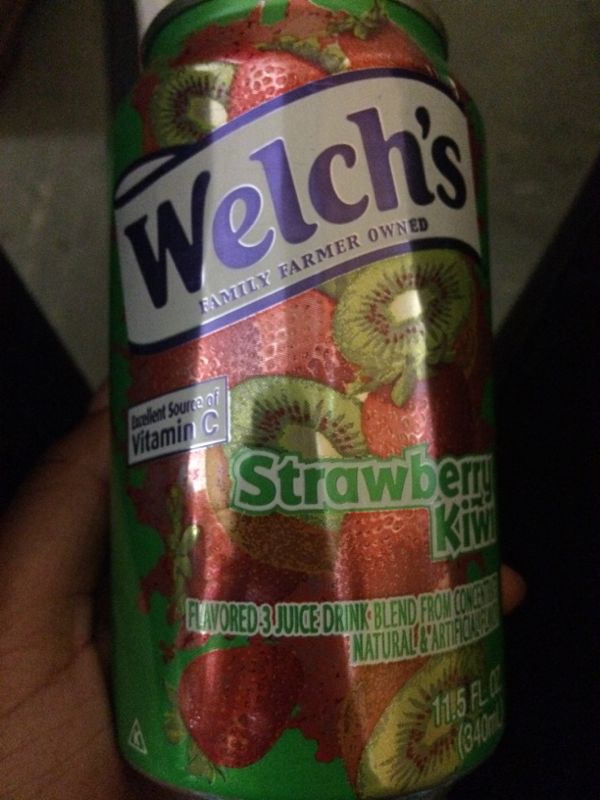 Welch's
FAMILY FARMER OWNED
Excellent Source of
Vitamin C
Strawberry
Kiwi
FLAVORED 3 JUICE DRINK BLEND FROM
NATURAL & ARTIFICIAL
11.5 FL OZ
(340mL
K